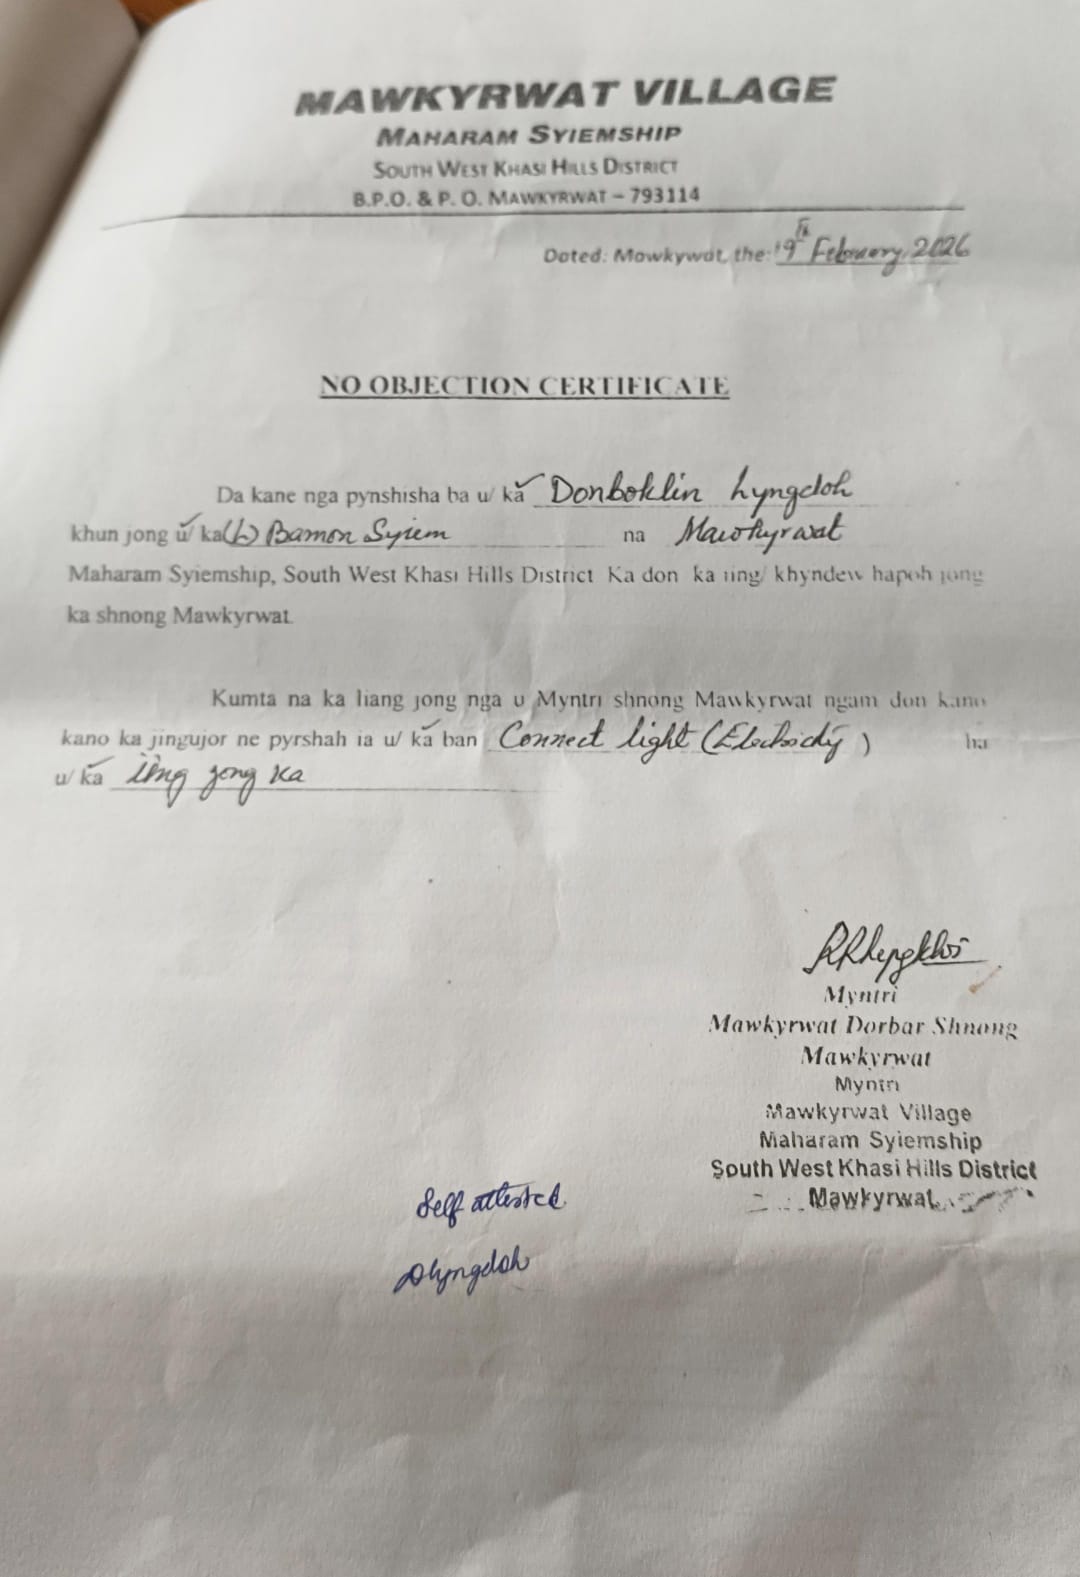 MAWKYRWAT VILLAGE
MAHARAM SYIEMSHIP
SOUTH WEST KHASI HILLS DISTRICT
B.P.O. & P. O. MAWKYRWAT – 793114
Dated: Mawkywat, the: 19th February, 2026
NO OBJECTION CERTIFICATE
Da kane nga pynshisha ba u/ ka Donboklin Lyngdoh
khun jong u/ ka (L) Bamon Syiem na Mawkyrwat
Maharam Syiemship, South West Khasi Hills District Ka don ka iing/ khyndew hapoh jong
ka shnong Mawkyrwat.
Kumta na ka liang jong nga u Myntri shnong Mawkyrwat ngam don kano
kano ka jingujor ne pyrshah ia u/ ka ban Connect light (Electricity) ha
u/ ka iing jong ka
Myntri
Mawkyrwat Dorbar Shnong
Mawkyrwat
Myntri
Mawkyrwat Village
Maharam Syiemship
South West Khasi Hills District
Mawkyrwat
Self attested
Dlyngdoh